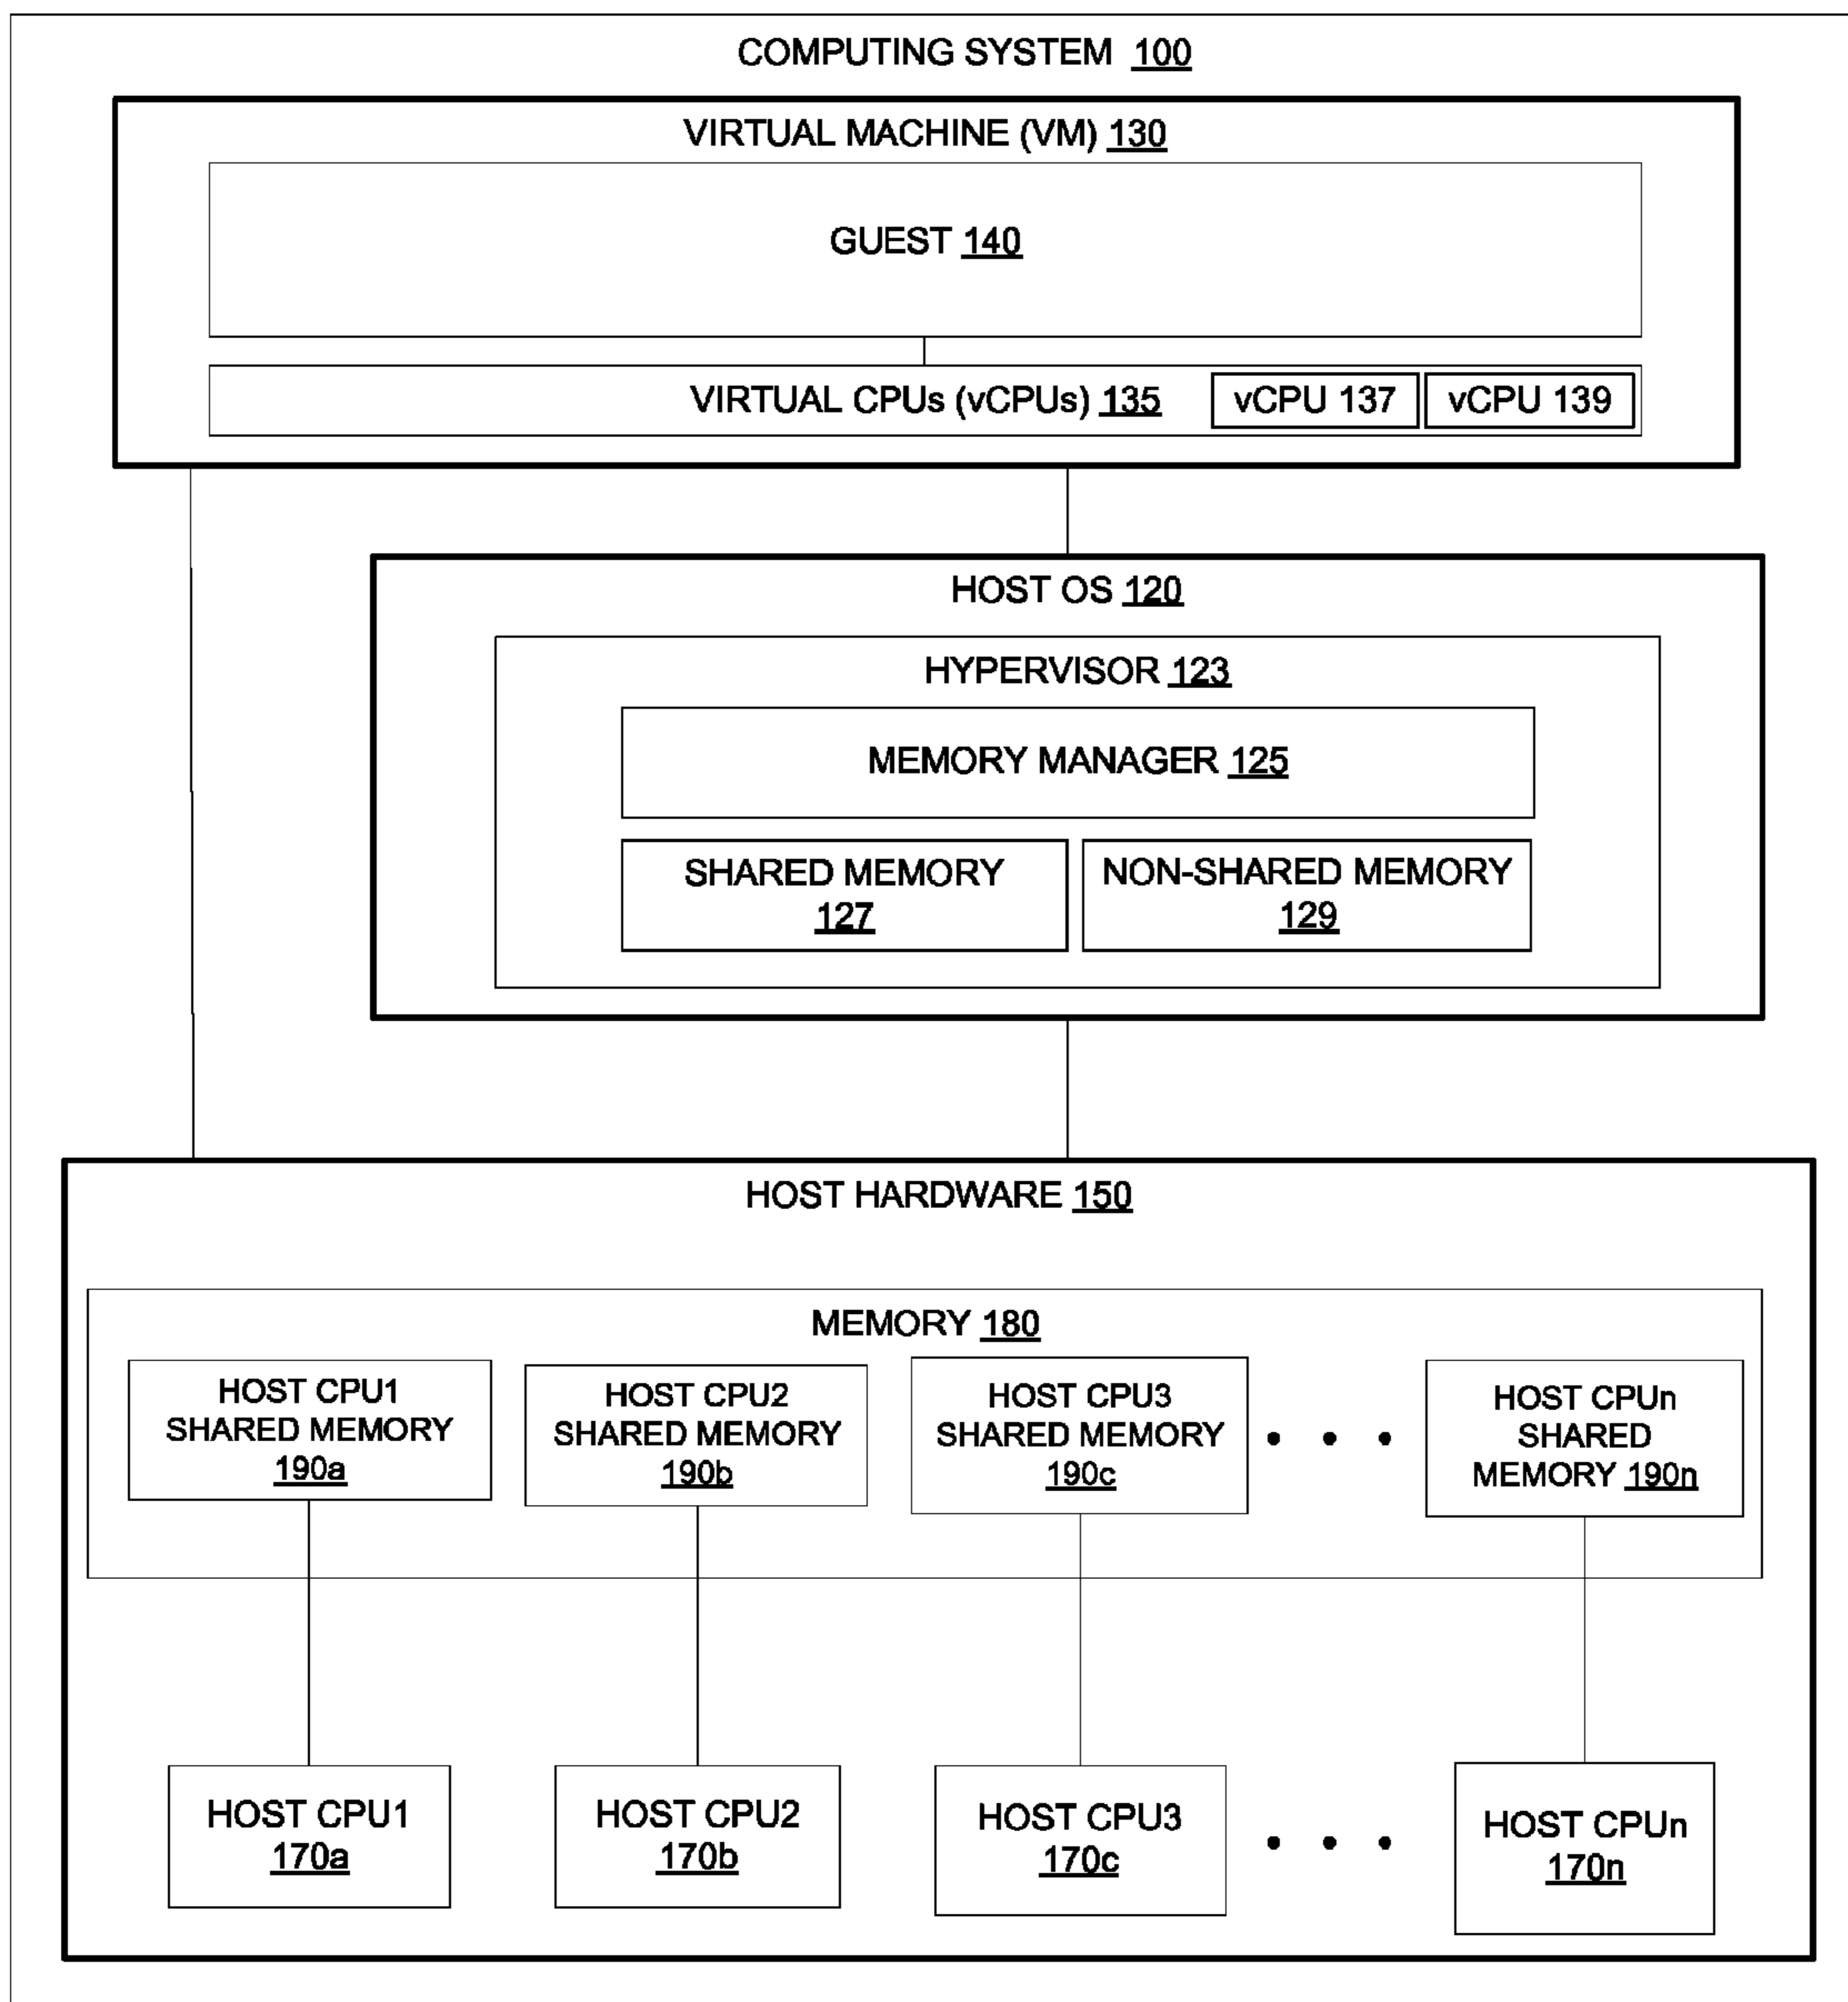 COMPUTING SYSTEM 100
VIRTUAL MACHINE (VM) 130
GUEST 140
VIRTUAL CPUs (vCPUs) 135
vCPU 137
vCPU 139
HOST OS 120
HYPERVISOR 123
MEMORY MANAGER 125
SHARED MEMORY
127
NON-SHARED MEMORY
129
HOST HARDWARE 150
MEMORY 180
HOST CPU1
SHARED MEMORY
190a
HOST CPU2
SHARED MEMORY
190b
HOST CPU3
SHARED MEMORY
190c
HOST CPUn
SHARED
MEMORY 190n
HOST CPU1
170a
HOST CPU2
170b
HOST CPU3
170c
HOST CPUn
170n